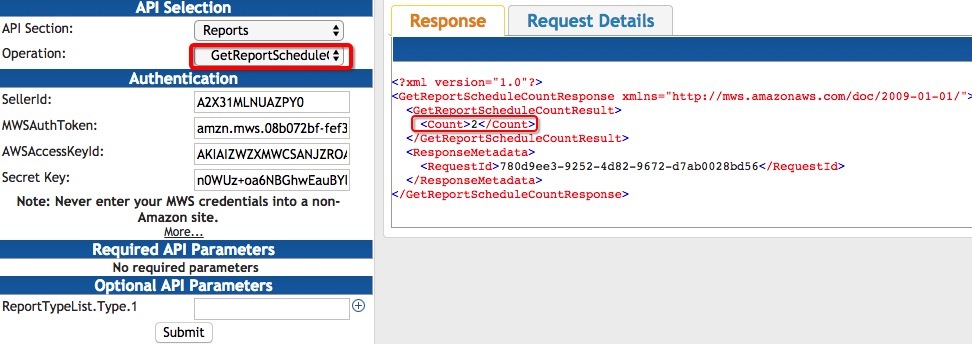 API Selection
API Section:
Reports
Operation:
GetReportScheduleC
Authentication
SellerId:
A2X31MLNUAZPY0
MWSAuthToken:
amzn.mws.08b072bf-fef3
AWSAccessKeyId:
AKIAIZWZXMWCSANJZROA
Secret Key:
n0WUz+oa6NBGhwEauBYI
Note: Never enter your MWS credentials into a non-
Amazon site.
More...
Required API Parameters
No required parameters
Optional API Parameters
ReportTypeList.Type.1
Submit
Response
Request Details
<?xml version="1.0"?>
<GetReportScheduleCountResponse xmlns="http://mws.amazonaws.com/doc/2009-01-01/">
<GetReportScheduleCountResult>
<Count>2</Count>
</GetReportScheduleCountResult>
<ResponseMetadata>
<RequestId>780d9ee3-9252-4d82-9672-d7ab0028bd56</RequestId>
</ResponseMetadata>
</GetReportScheduleCountResponse>